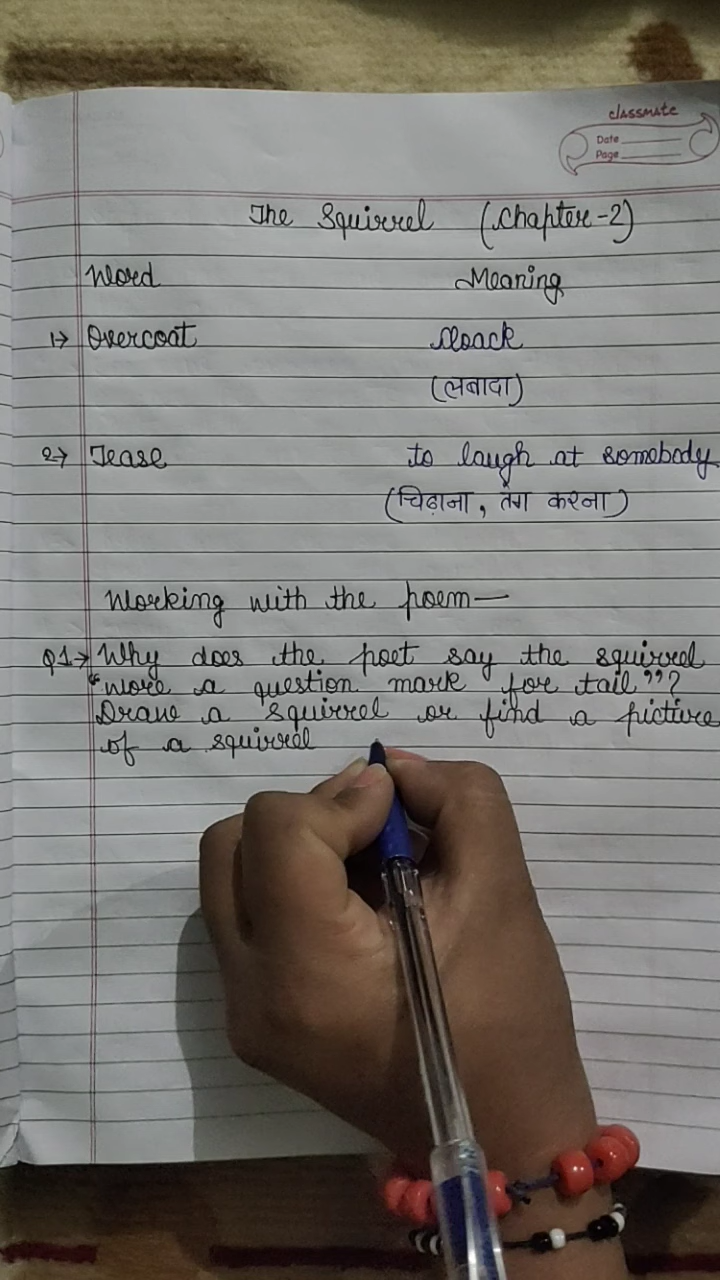 classmate
Date
Page
The Squirrel (Chapter-2)
Word Meaning
1→ Overcoat Cloack
(लबादा)
2→ Tease to laugh at somebody
(चिढ़ाना, तंग करना)
Working with the poem—
Q1→ Why does the poet say the squirrel
"wore a question mark for tail"?
Draw a squirrel or find a picture
of a squirrel